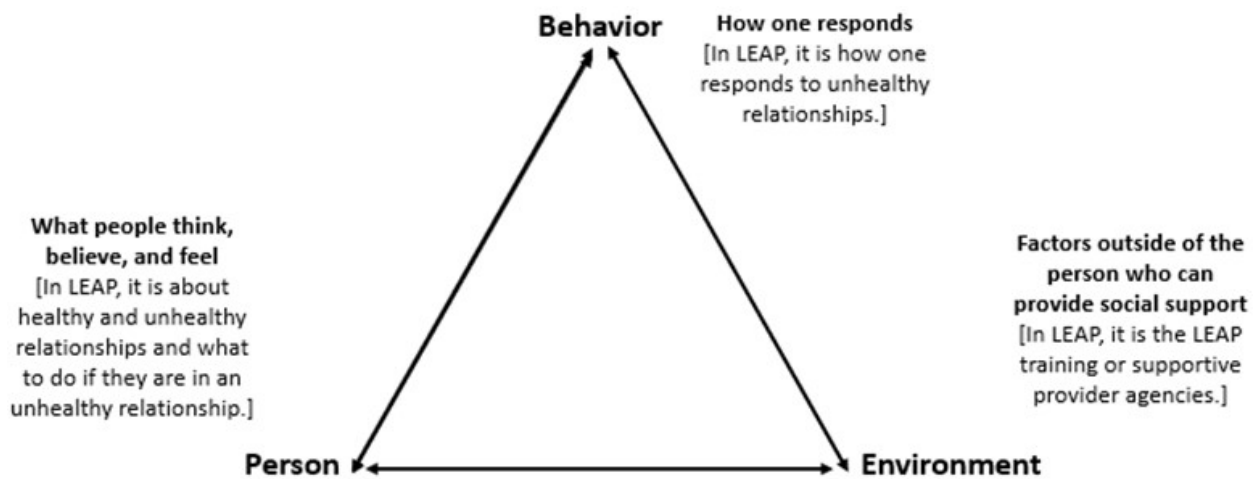 Behavior
How one responds
[In LEAP, it is how one
responds to unhealthy
relationships.]
What people think,
believe, and feel
[In LEAP, it is about
healthy and unhealthy
relationships and what
to do if they are in an
unhealthy relationship.]
Factors outside of the
person who can
provide social support
[In LEAP, it is the LEAP
training or supportive
provider agencies.]
Person
Environment